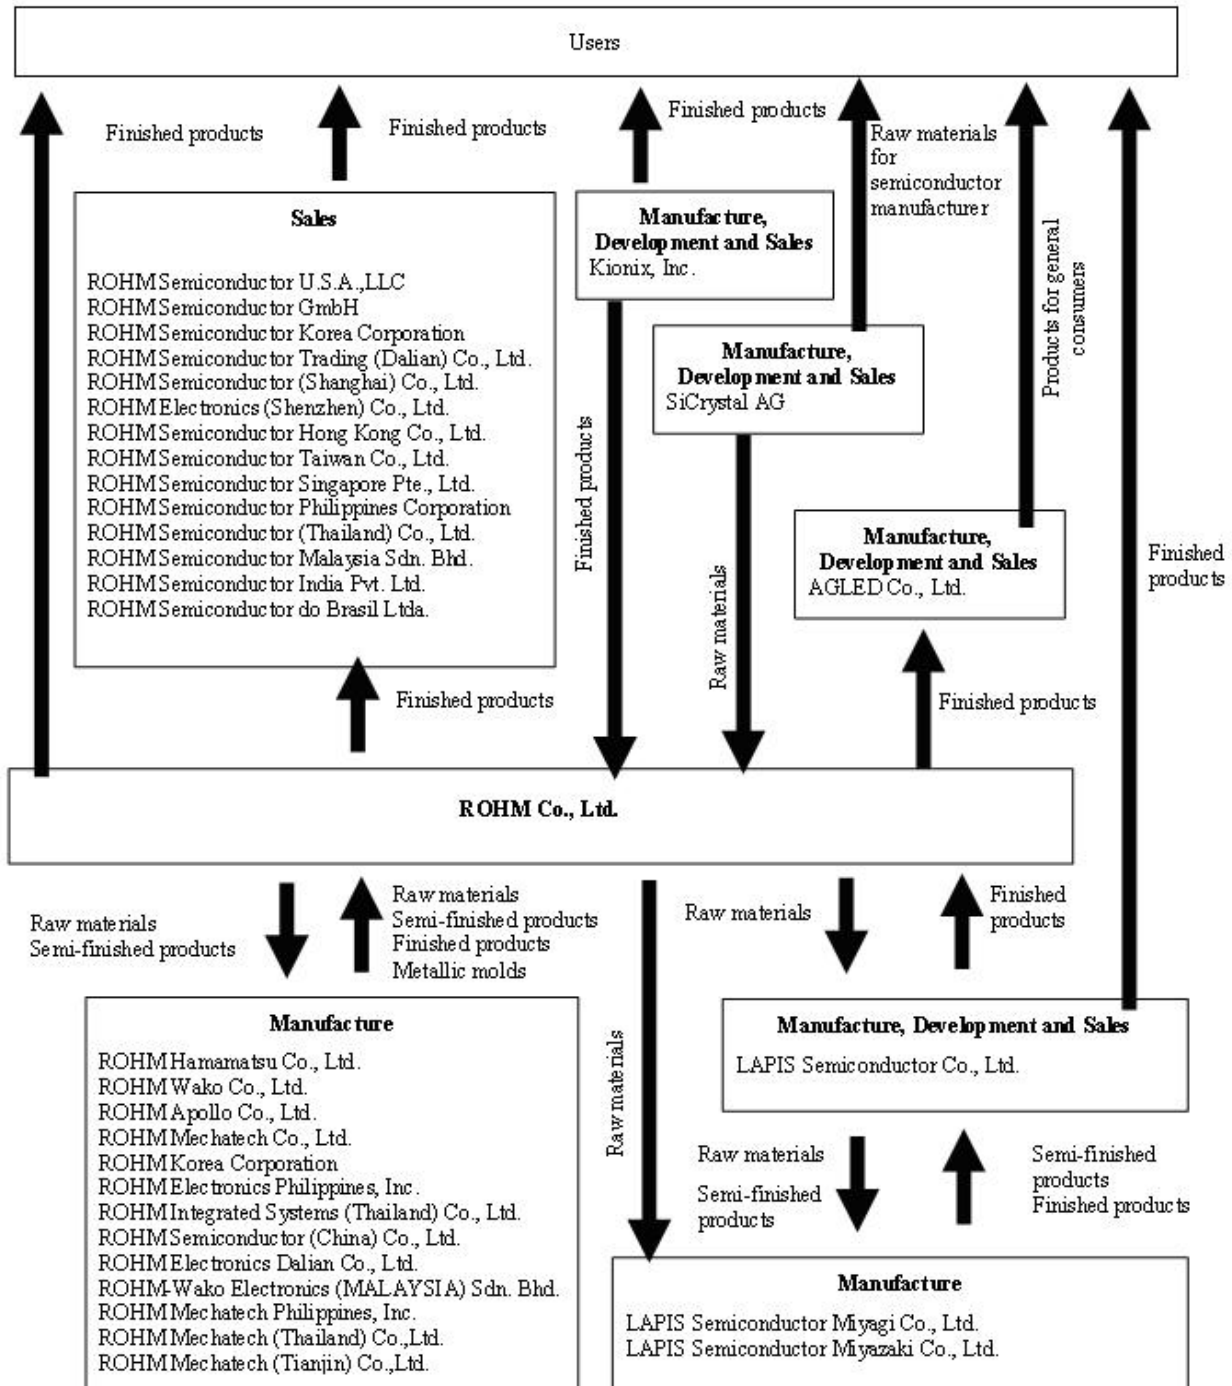 Users
Finished products
Finished products
Finished products
Raw materials
for
semiconductor
manufacturer
Products for general
consumers
Finished
products
Sales
ROHM Semiconductor U.S.A.,LLC
ROHM Semiconductor GmbH
ROHM Semiconductor Korea Corporation
ROHM Semiconductor Trading (Dalian) Co., Ltd.
ROHM Semiconductor (Shanghai) Co., Ltd.
ROHM Electronics (Shenzhen) Co., Ltd.
ROHM Semiconductor Hong Kong Co., Ltd.
ROHM Semiconductor Taiwan Co., Ltd.
ROHM Semiconductor Singapore Pte., Ltd.
ROHM Semiconductor Philippines Corporation
ROHM Semiconductor (Thailand) Co., Ltd.
ROHM Semiconductor Malaysia Sdn. Bhd.
ROHM Semiconductor India Pvt. Ltd.
ROHM Semiconductor do Brasil Ltda.
Manufacture,
Development and Sales
Kionix, Inc.
Manufacture,
Development and Sales
SiCrystal AG
Manufacture,
Development and Sales
AGLED Co., Ltd.
Finished products
Finished products
Raw materials
Finished products
ROHM Co., Ltd.
Raw materials
Semi-finished products
Raw materials
Semi-finished products
Finished products
Metallic molds
Raw materials
Raw materials
Finished
products
Manufacture
ROHM Hamamatsu Co., Ltd.
ROHM Wako Co., Ltd.
ROHM Apollo Co., Ltd.
ROHM Mechatech Co., Ltd.
ROHM Korea Corporation
ROHM Electronics Philippines, Inc.
ROHM Integrated Systems (Thailand) Co., Ltd.
ROHM Semiconductor (China) Co., Ltd.
ROHM Electronics Dalian Co., Ltd.
ROHM-Wako Electronics (MALAYSIA) Sdn. Bhd.
ROHM Mechatech Philippines, Inc.
ROHM Mechatech (Thailand) Co.,Ltd.
ROHM Mechatech (Tianjin) Co.,Ltd.
Manufacture, Development and Sales
LAPIS Semiconductor Co., Ltd.
Raw materials
Semi-finished
products
Semi-finished
products
Finished products
Manufacture
LAPIS Semiconductor Miyagi Co., Ltd.
LAPIS Semiconductor Miyazaki Co., Ltd.